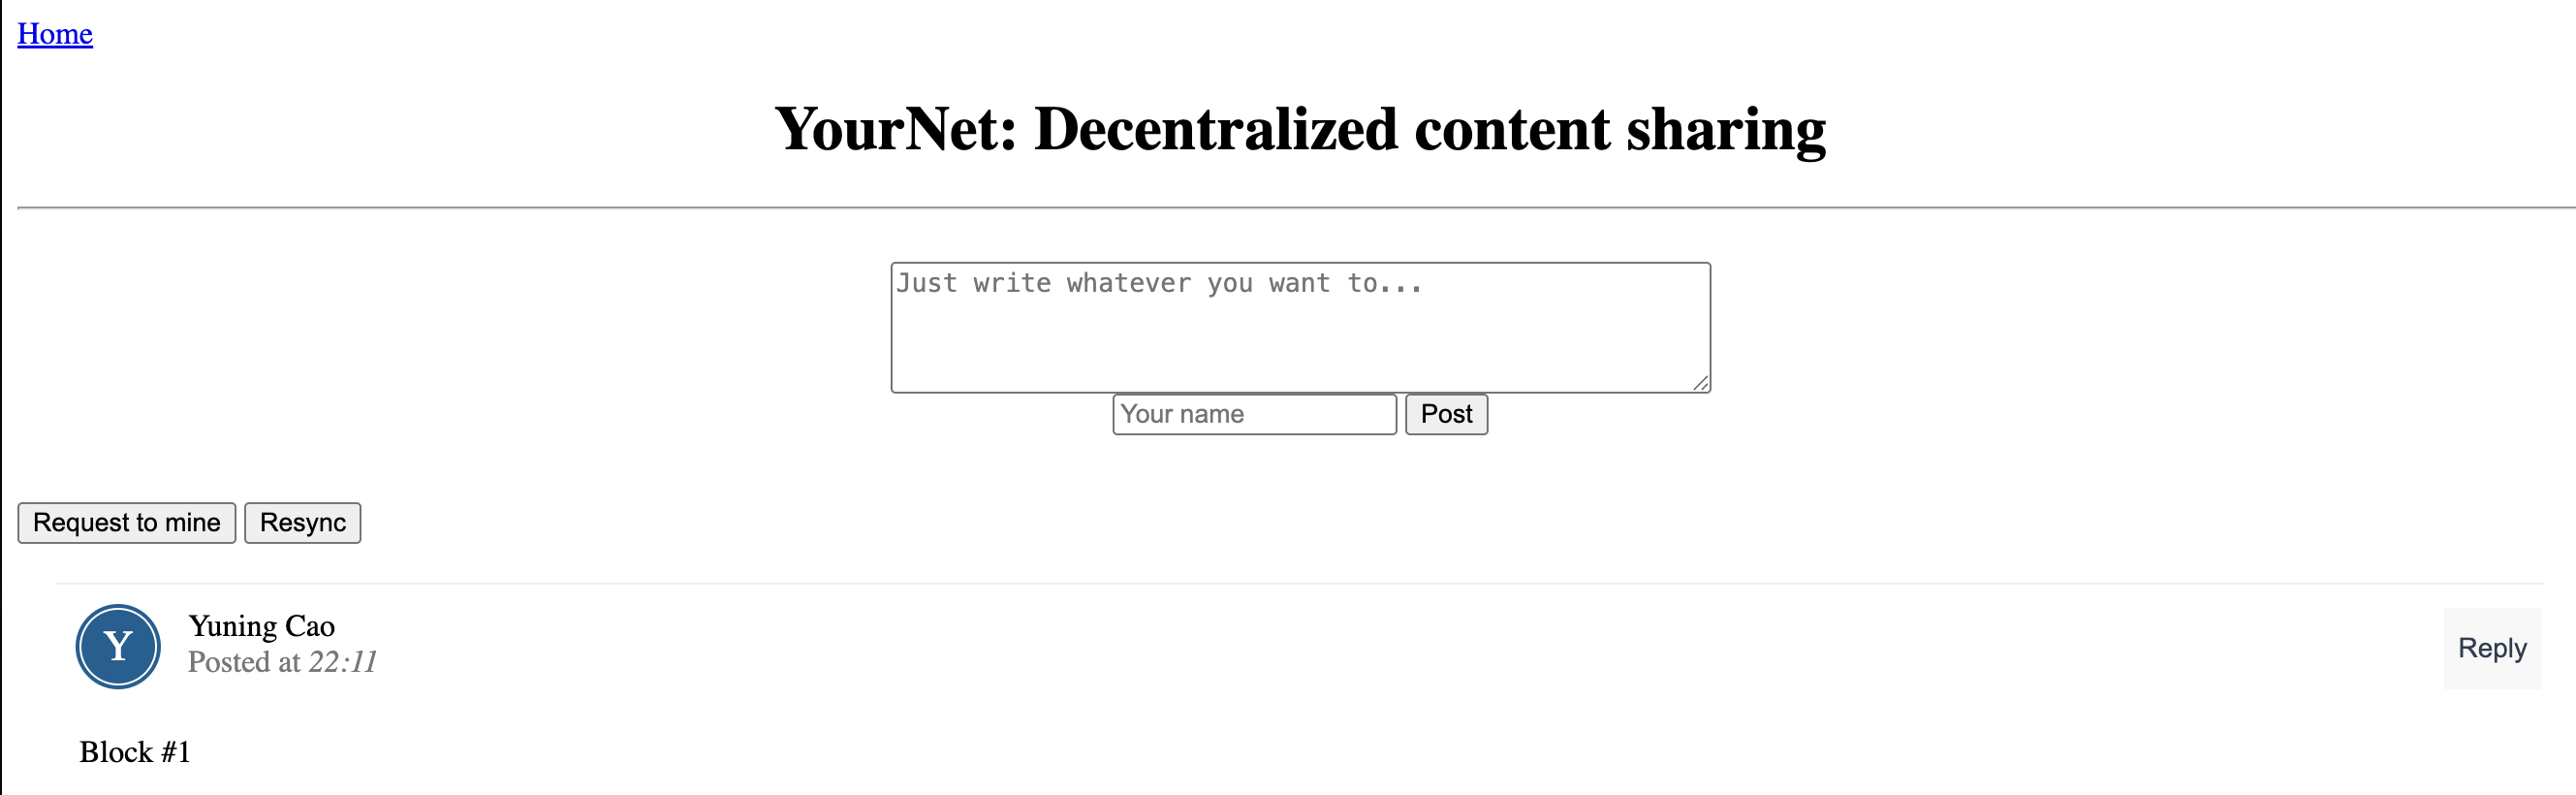 Home
YourNet: Decentralized content sharing
Just write whatever you want to...
Your name Post
Request to mine Resync
Y
Yuning Cao
Posted at 22:11
Reply
Block #1